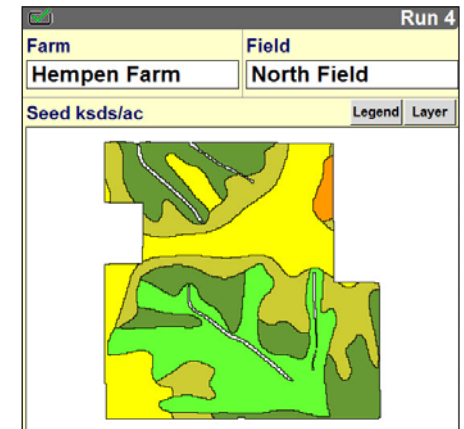 Run 4
Farm Field
Hempen Farm North Field
Seed ksds/ac Legend Layer